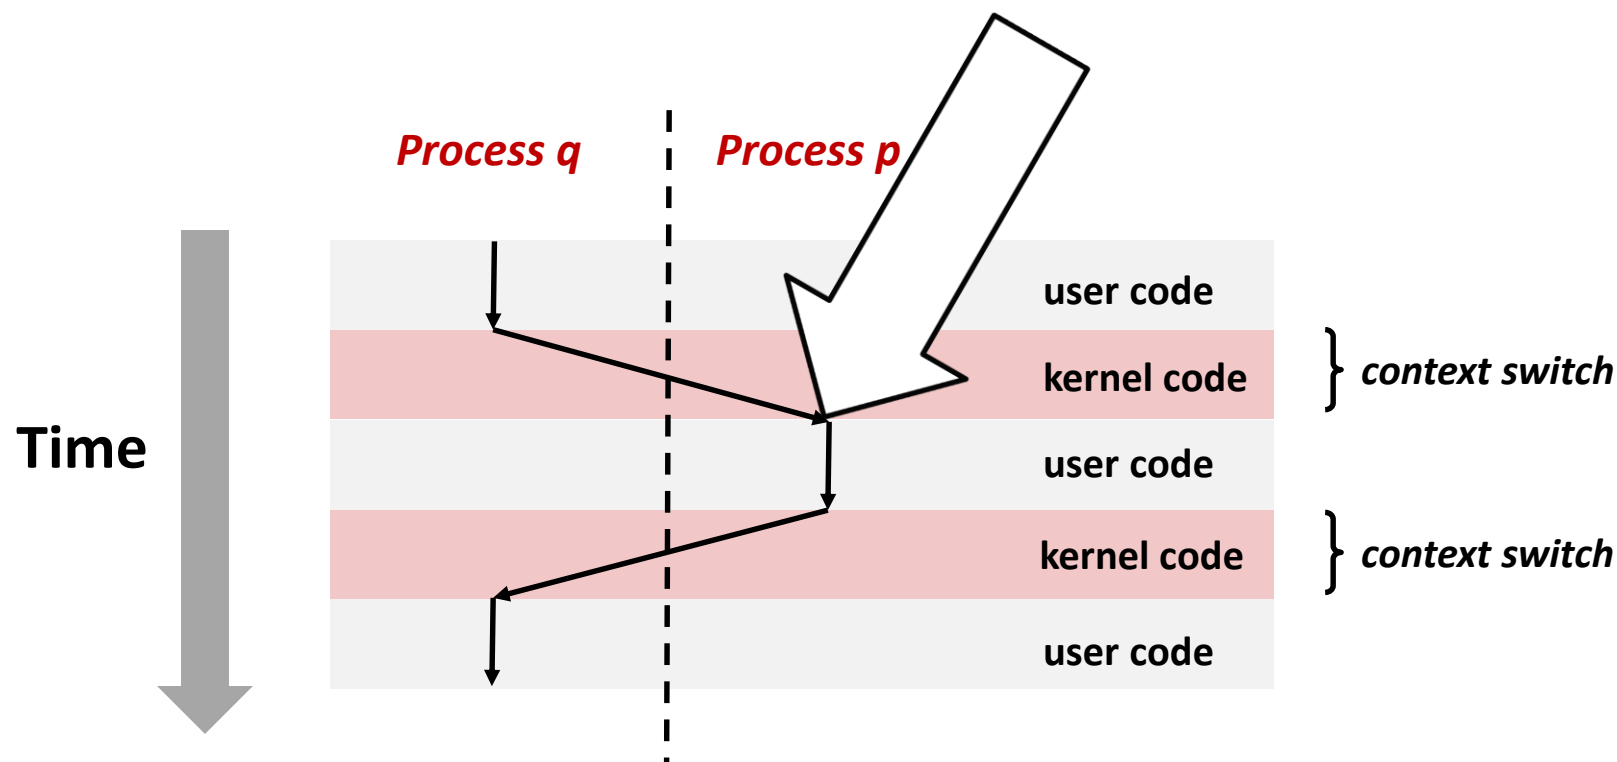 Process q
Process p
user code
kernel code
context switch
Time
user code
kernel code
context switch
user code